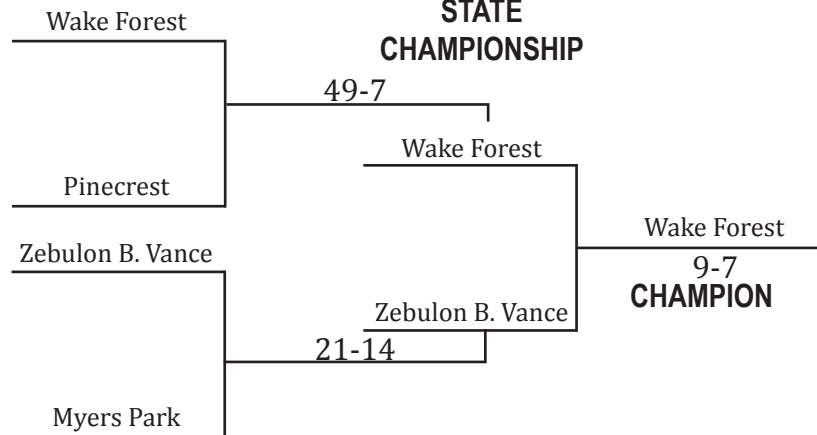 STATE
CHAMPIONSHIP
Wake Forest
49-7
Pinecrest
Wake Forest
Zebulon B. Vance
Zebulon B. Vance
21-14
Myers Park
Wake Forest
9-7
CHAMPION